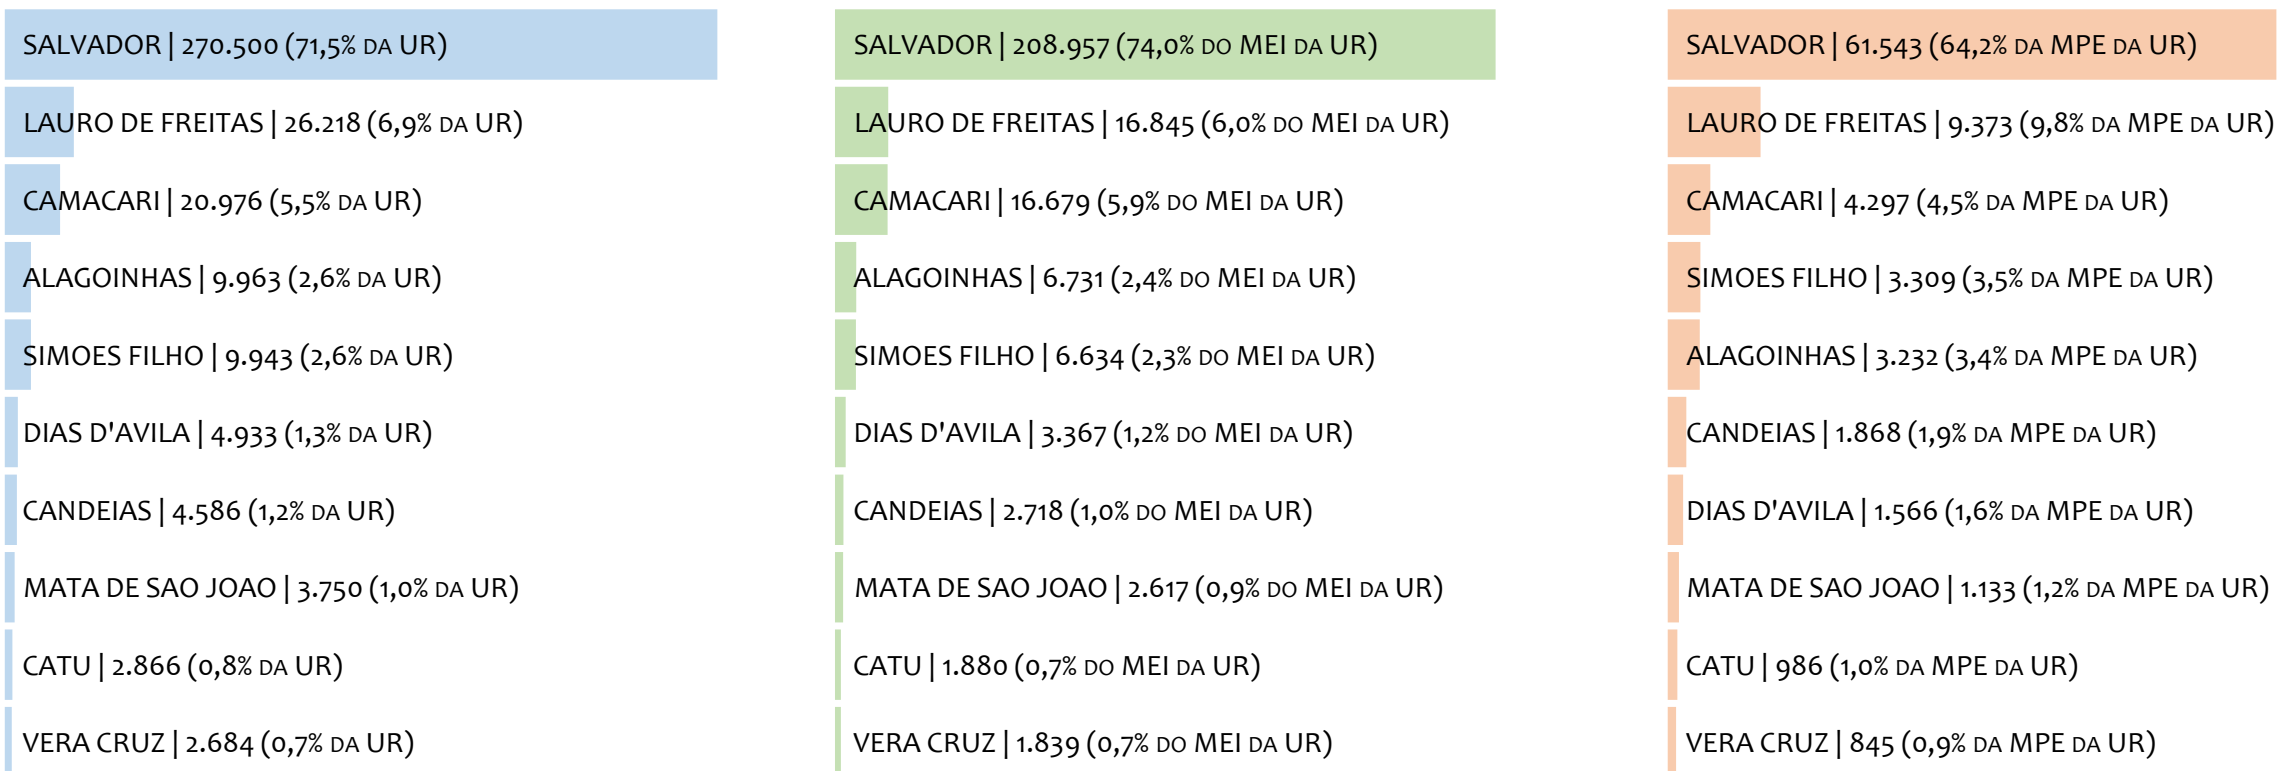 SALVADOR | 270.500 (71,5% DA UR)
LAURO DE FREITAS | 26.218 (6,9% DA UR)
CAMACARI | 20.976 (5,5% DA UR)
ALAGOINHAS | 9.963 (2,6% DA UR)
SIMOES FILHO | 9.943 (2,6% DA UR)
DIAS D'AVILA | 4.933 (1,3% DA UR)
CANDEIAS | 4.586 (1,2% DA UR)
MATA DE SAO JOAO | 3.750 (1,0% DA UR)
CATU | 2.866 (0,8% DA UR)
VERA CRUZ | 2.684 (0,7% DA UR)
SALVADOR | 208.957 (74,0% DO MEI DA UR)
LAURO DE FREITAS | 16.845 (6,0% DO MEI DA UR)
CAMACARI | 16.679 (5,9% DO MEI DA UR)
ALAGOINHAS | 6.731 (2,4% DO MEI DA UR)
SIMOES FILHO | 6.634 (2,3% DO MEI DA UR)
DIAS D'AVILA | 3.367 (1,2% DO MEI DA UR)
CANDEIAS | 2.718 (1,0% DO MEI DA UR)
MATA DE SAO JOAO | 2.617 (0,9% DO MEI DA UR)
CATU | 1.880 (0,7% DO MEI DA UR)
VERA CRUZ | 1.839 (0,7% DO MEI DA UR)
SALVADOR | 61.543 (64,2% DA MPE DA UR)
LAURO DE FREITAS | 9.373 (9,8% DA MPE DA UR)
CAMACARI | 4.297 (4,5% DA MPE DA UR)
SIMOES FILHO | 3.309 (3,5% DA MPE DA UR)
ALAGOINHAS | 3.232 (3,4% DA MPE DA UR)
CANDEIAS | 1.868 (1,9% DA MPE DA UR)
DIAS D'AVILA | 1.566 (1,6% DA MPE DA UR)
MATA DE SAO JOAO | 1.133 (1,2% DA MPE DA UR)
CATU | 986 (1,0% DA MPE DA UR)
VERA CRUZ | 845 (0,9% DA MPE DA UR)